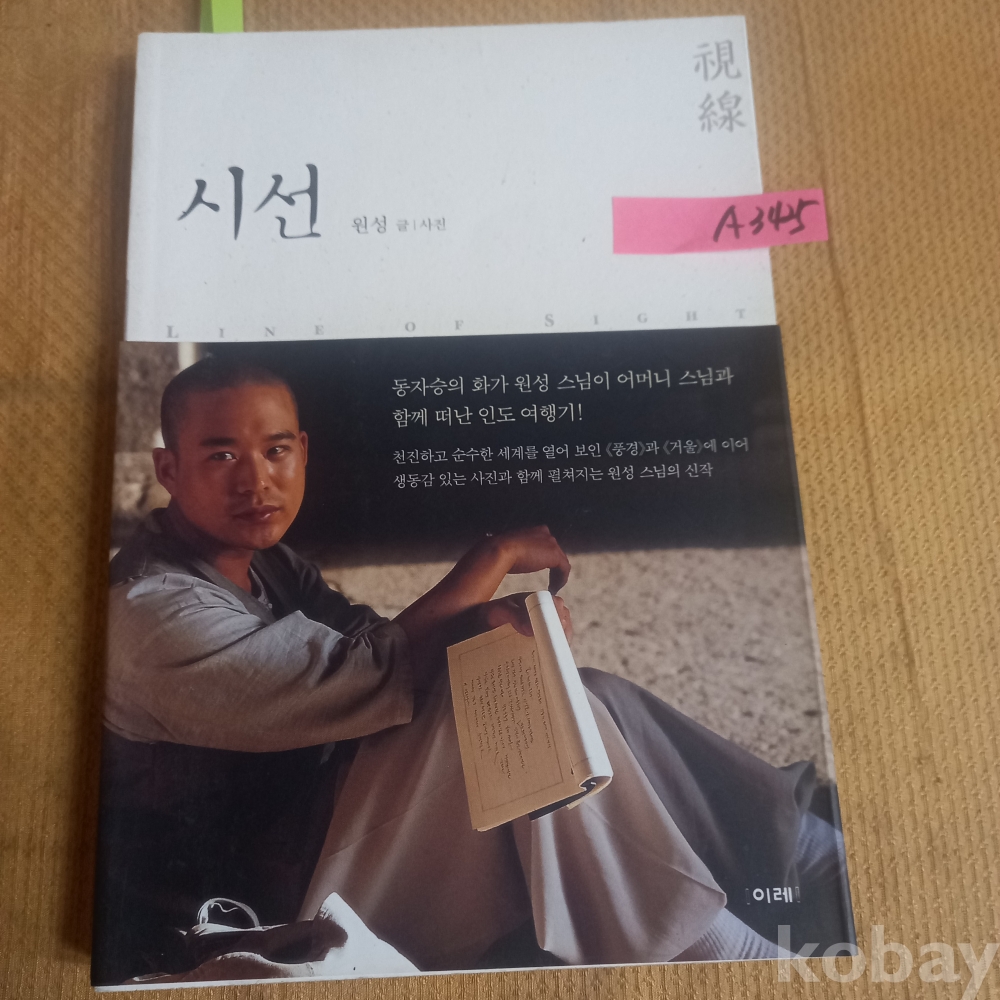 視
線
시선 원성 글 | 사진
A3425
LINE OF SIGHT
동자승의 화가 원성 스님이 어머니 스님과
함께 떠난 인도 여행기!
천진하고 순수한 세계를 열어 보인 《풍경》과 《거울》에 이어
생동감 있는 사진과 함께 펼쳐지는 원성 스님의 신작
[이레]
kobay